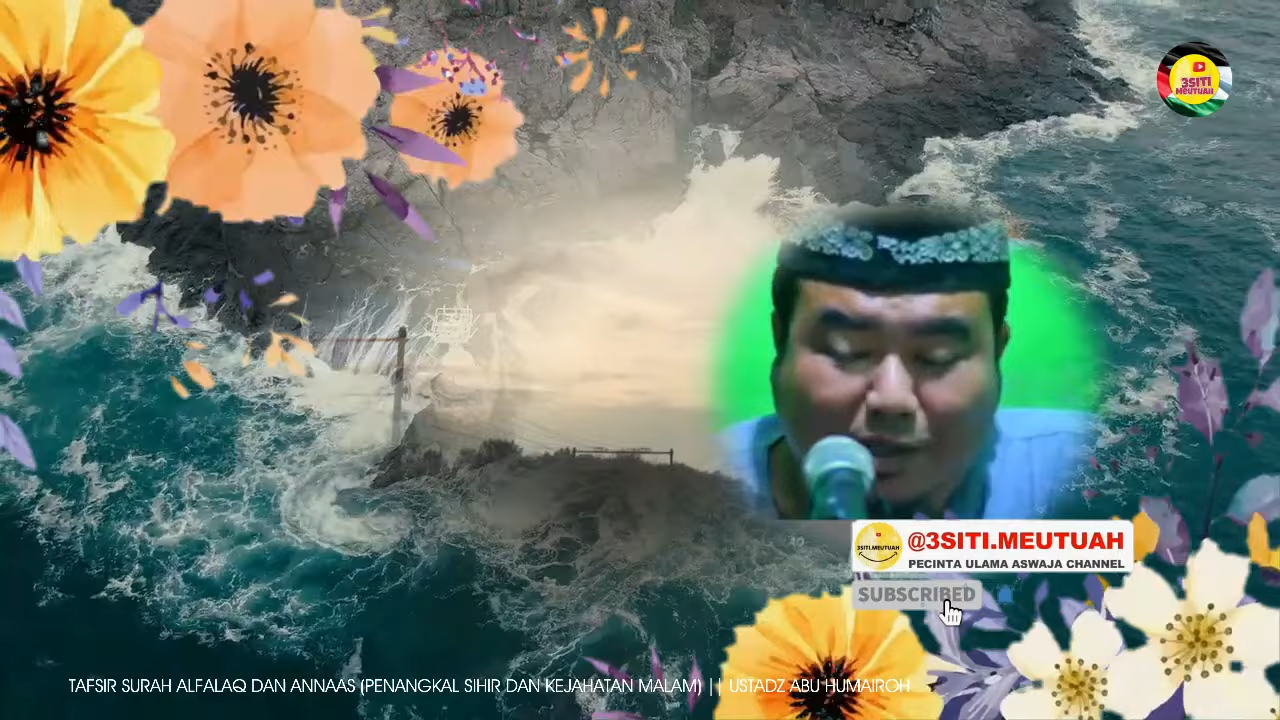 3SITI
MEUTUAH
3SITI.MEUTUAH
@3SITI.MEUTUAH
PECINTA ULAMA ASWAJA CHANNEL
SUBSCRIBED
TAFSIR SURAH ALFALAQ DAN ANNAAS (PENANGKAL SIHIR DAN KEJAHATAN MALAM) || USTADZ ABU HUMAIROH